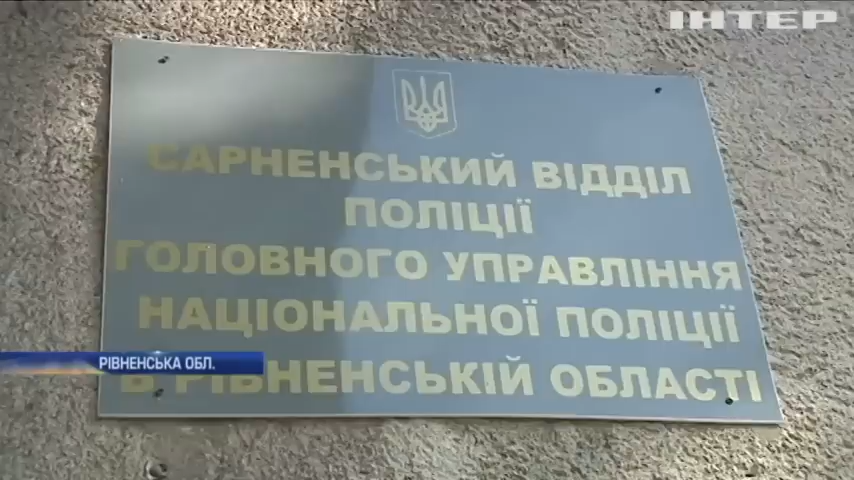 ІНТЕР
САРНЕНСЬКИЙ ВІДДІЛ
ПОЛІЦІЇ
ГОЛОВНОГО УПРАВЛІННЯ
НАЦІОНАЛЬНОЇ ПОЛІЦІЇ
РІВНЕНСЬКА ОБЛ.
В РІВНЕНСЬКІЙ ОБЛАСТІ